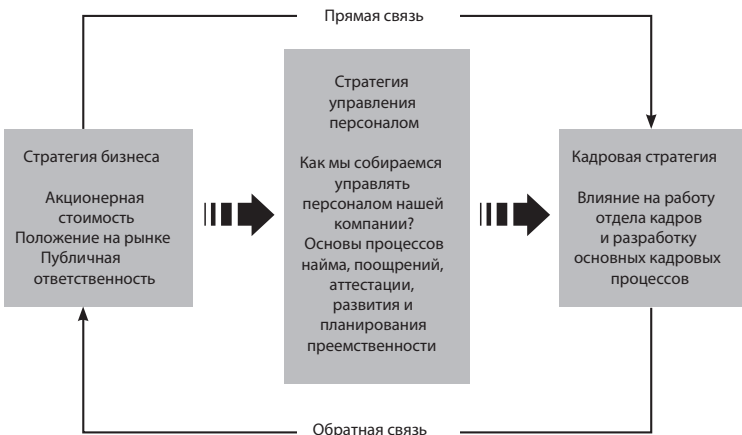 Прямая связь
Стратегия бизнеса
Акционерная
стоимость
Положение на рынке
Публичная
ответственность
Стратегия
управления
персоналом
Как мы собираемся
управлять
персоналом нашей
компании?
Основы процессов
найма, поощрений,
аттестации,
развития и
планирования
преемственности
Кадровая стратегия
Влияние на работу
отдела кадров
и разработку
основных кадровых
процессов
Обратная связь